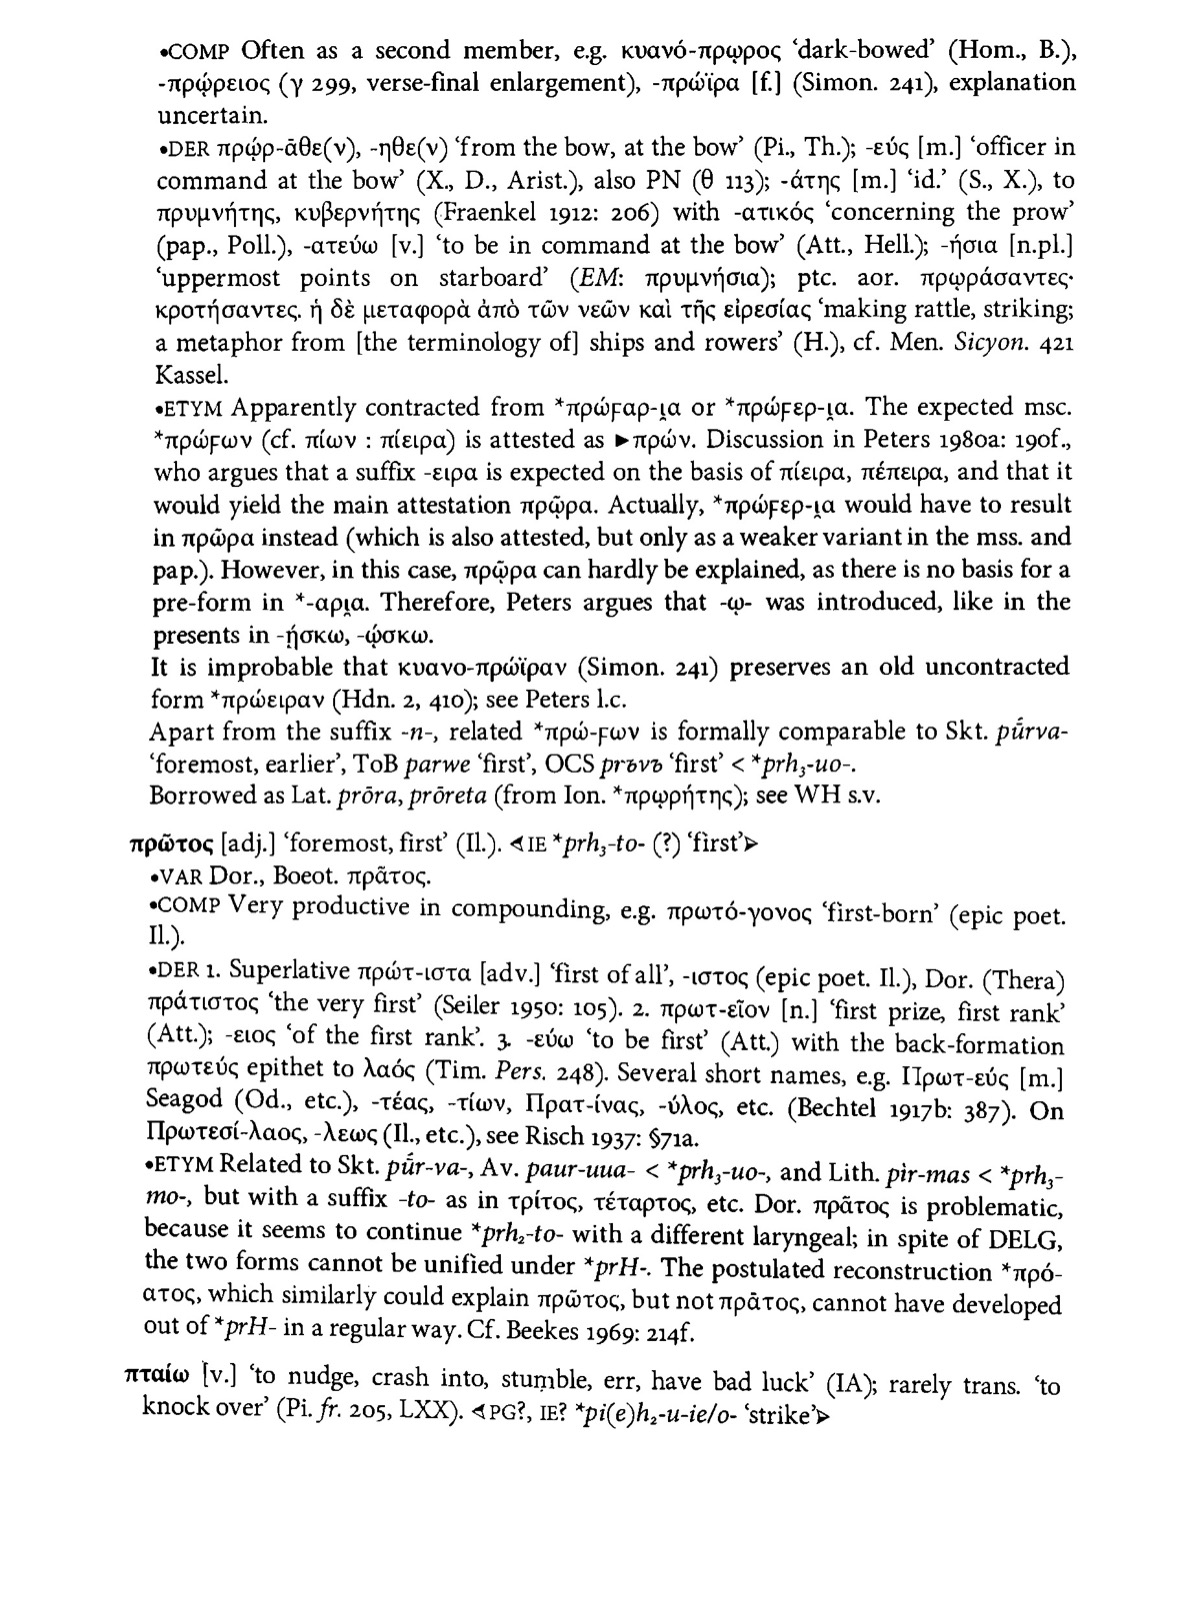 •COMP Often as a second member, e.g. κυανό-πρῳρος ‘dark-bowed’ (Hom., B.),
-πρῴρειος (γ 299, verse-final enlargement), -πρώϊρα [f.] (Simon. 241), explanation
uncertain.
•DER πρῴρ-ᾱθε(ν), -ηθε(ν) ‘from the bow, at the bow’ (Pi., Th.); -εύς [m.] ‘officer in
command at the bow’ (X., D., Arist.), also PN (θ 113); -άτης [m.] ‘id.’ (S., X.), to
πρυμνήτης, κυβερνήτης (Fraenkel 1912: 206) with -ατικός ‘concerning the prow’
(pap., Poll.), -ατεύω [v.] ‘to be in command at the bow’ (Att., Hell.); -ήσια [n.pl.]
‘uppermost points on starboard’ (EM: πρυμνήσια); ptc. aor. πρῳράσαντες·
κροτήσαντες. ἡ δὲ μεταφορὰ ἀπὸ τῶν νεῶν καὶ τῆς εἰρεσίας ‘making rattle, striking;
a metaphor from [the terminology of] ships and rowers’ (H.), cf. Men. Sicyon. 421
Kassel.
•ETYM Apparently contracted from *πρώϝαρ-ι̯α or *πρώϝερ-ι̯α. The expected msc.
*πρώϝων (cf. πίων : πίειρα) is attested as ►πρών. Discussion in Peters 1980a: 190f.,
who argues that a suffix -ειρα is expected on the basis of πίειρα, πέπειρα, and that it
would yield the main attestation πρῷρα. Actually, *πρώϝερ-ι̯α would have to result
in πρῶρα instead (which is also attested, but only as a weaker variant in the mss. and
pap.). However, in this case, πρῷρα can hardly be explained, as there is no basis for a
pre-form in *-αρι̯α. Therefore, Peters argues that -ῳ- was introduced, like in the
presents in -ῄσκω, -ῴσκω.
It is improbable that κυανο-πρώϊραν (Simon. 241) preserves an old uncontracted
form *πρώειραν (Hdn. 2, 410); see Peters l.c.
Apart from the suffix -n-, related *πρώ-ϝων is formally comparable to Skt. pū́rva-
‘foremost, earlier’, ToB parwe ‘first’, OCS prъvъ ‘first’ < *prh₃-uo-.
Borrowed as Lat. prōra, prōreta (from Ion. *πρῳρήτης); see WH s.v.
πρῶτος [adj.] ‘foremost, first’ (Il.). ⊲IE *prh₃-to- (?) ‘first’⊳
•VAR Dor., Boeot. πρᾶτος.
•COMP Very productive in compounding, e.g. πρωτό-γονος ‘first-born’ (epic poet.
Il.).
•DER 1. Superlative πρώτ-ιστα [adv.] ‘first of all’, -ιστος (epic poet. Il.), Dor. (Thera)
πράτιστος ‘the very first’ (Seiler 1950: 105). 2. πρωτ-εῖον [n.] ‘first prize, first rank’
(Att.); -ειος ‘of the first rank’. 3. -εύω ‘to be first’ (Att.) with the back-formation
πρωτεύς epithet to λαός (Tim. Pers. 248). Several short names, e.g. Πρωτ-εύς [m.]
Seagod (Od., etc.), -τέας, -τίων, Πρατ-ίνας, -ύλος, etc. (Bechtel 1917b: 387). On
Πρωτεσί-λαος, -λεως (Il., etc.), see Risch 1937: §71a.
•ETYM Related to Skt. pū́r-va-, Av. paur-uua- < *prh₃-uo-, and Lith. pìr-mas < *prh₃-
mo-, but with a suffix -to- as in τρίτος, τέταρτος, etc. Dor. πρᾶτος is problematic,
because it seems to continue *prh₂-to- with a different laryngeal; in spite of DELG,
the two forms cannot be unified under *prH-. The postulated reconstruction *πρό-
ατος, which similarly could explain πρῶτος, but not πρᾶτος, cannot have developed
out of *prH- in a regular way. Cf. Beekes 1969: 214f.
πταίω [v.] ‘to nudge, crash into, stumble, err, have bad luck’ (IA); rarely trans. ‘to
knock over’ (Pi. fr. 205, LXX). ⊲PG?, IE? *pi(e)h₂-u-ie/o- ‘strike’⊳